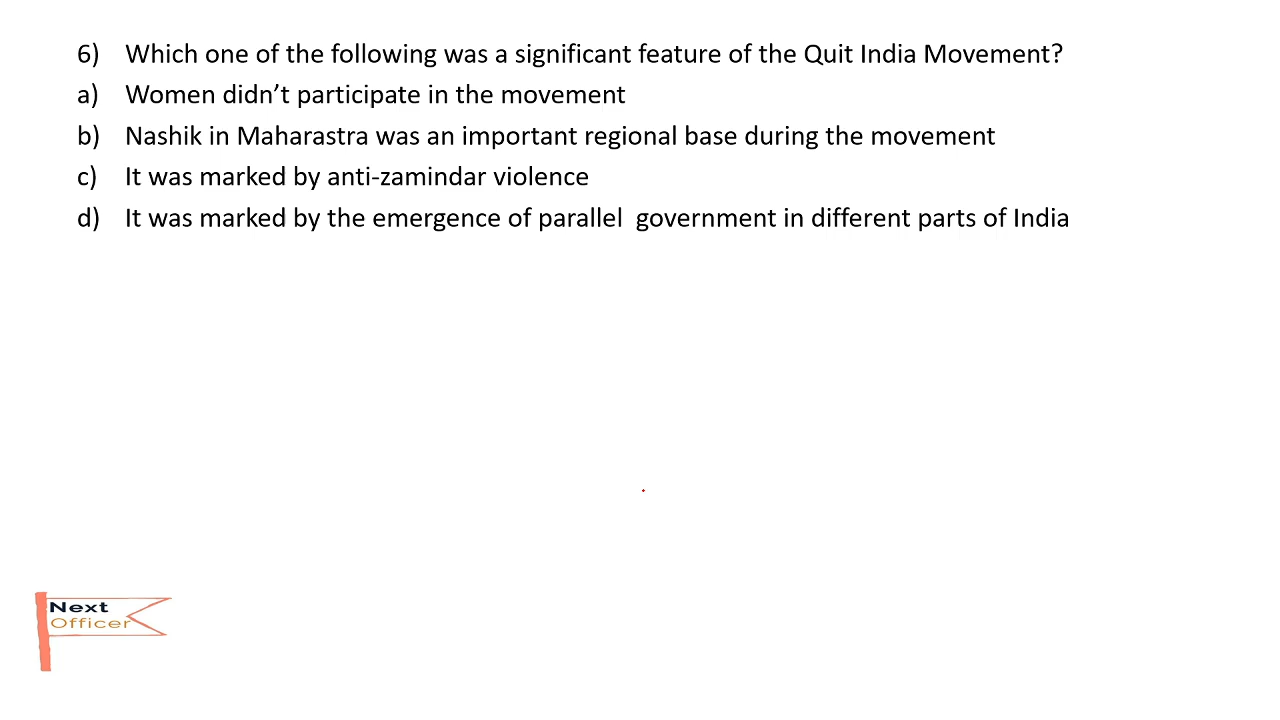 6) Which one of the following was a significant feature of the Quit India Movement?
a) Women didn't participate in the movement
b) Nashik in Maharastra was an important regional base during the movement
c) It was marked by anti-zamindar violence
d) It was marked by the emergence of parallel  government in different parts of India
Next
Officer